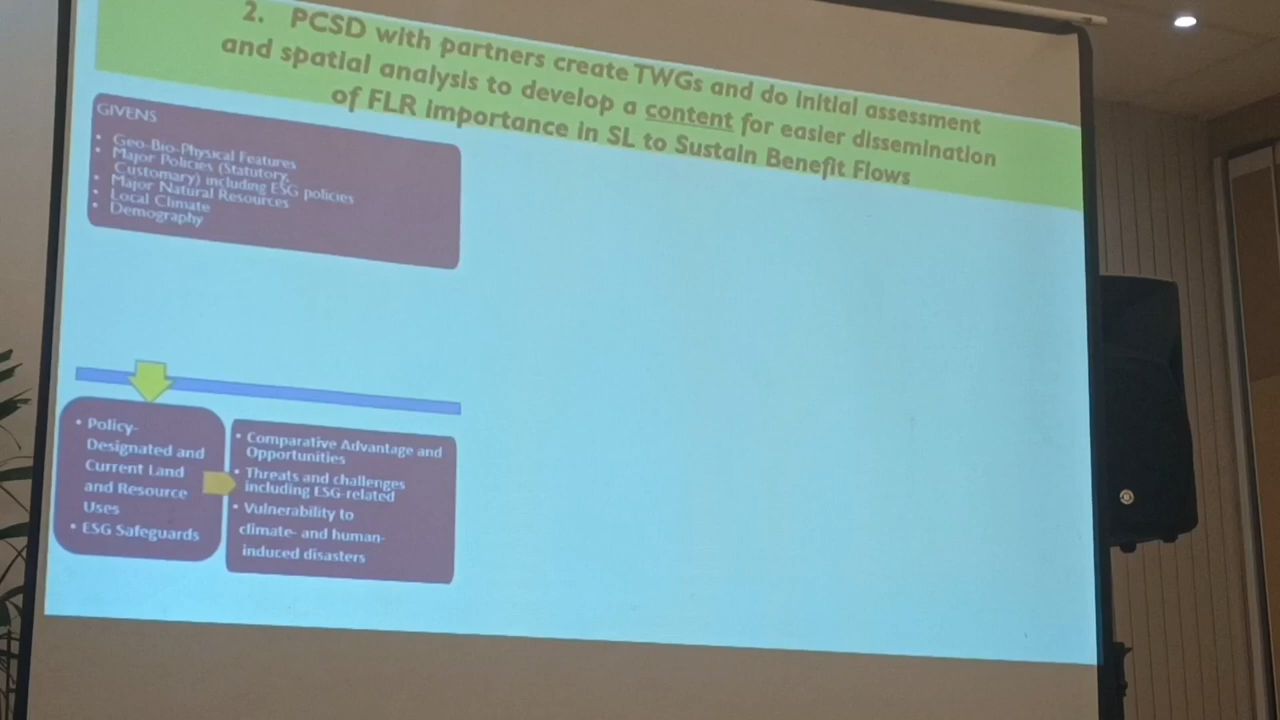 2. PCSD with partners create TWGs and do initial assessment
and spatial analysis to develop a content for easier dissemination
of FLR importance in SL to Sustain Benefit Flows
GIVENS
• Geo-Bio-Physical Features
• Major Policies (Statutory,
Customary) including ESG policies
• Major Natural Resources
• Local Climate
• Demography
• Policy-
Designated and
Current Land
and Resource
Uses
• ESG Safeguards
• Comparative Advantage and
Opportunities
• Threats and challenges
including ESG-related
• Vulnerability to
climate- and human-
induced disasters